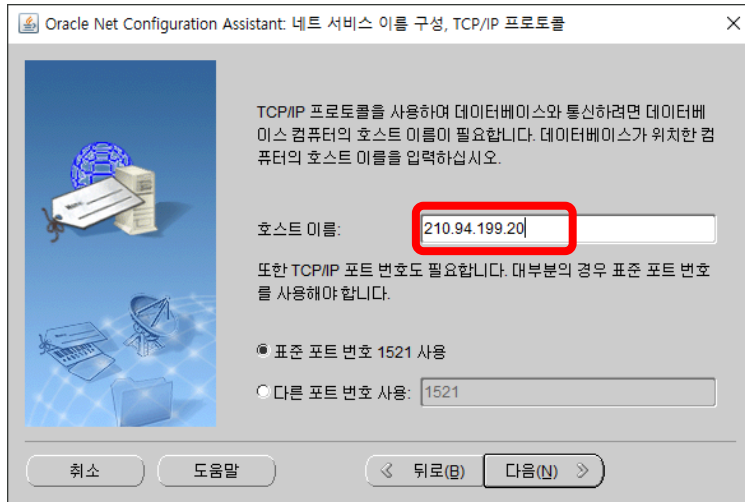 Oracle Net Configuration Assistant: 네트 서비스 이름 구성, TCP/IP 프로토콜
TCP/IP 프로토콜을 사용하여 데이터베이스와 통신하려면 데이터베
이스 컴퓨터의 호스트 이름이 필요합니다. 데이터베이스가 위치한 컴
퓨터의 호스트 이름을 입력하십시오.
호스트 이름: 210.94.199.20
또한 TCP/IP 포트 번호도 필요합니다. 대부분의 경우 표준 포트 번호
를 사용해야 합니다.
표준 포트 번호 1521 사용
다른 포트 번호 사용: 1521
취소 도움말 뒤로(B) 다음(N)